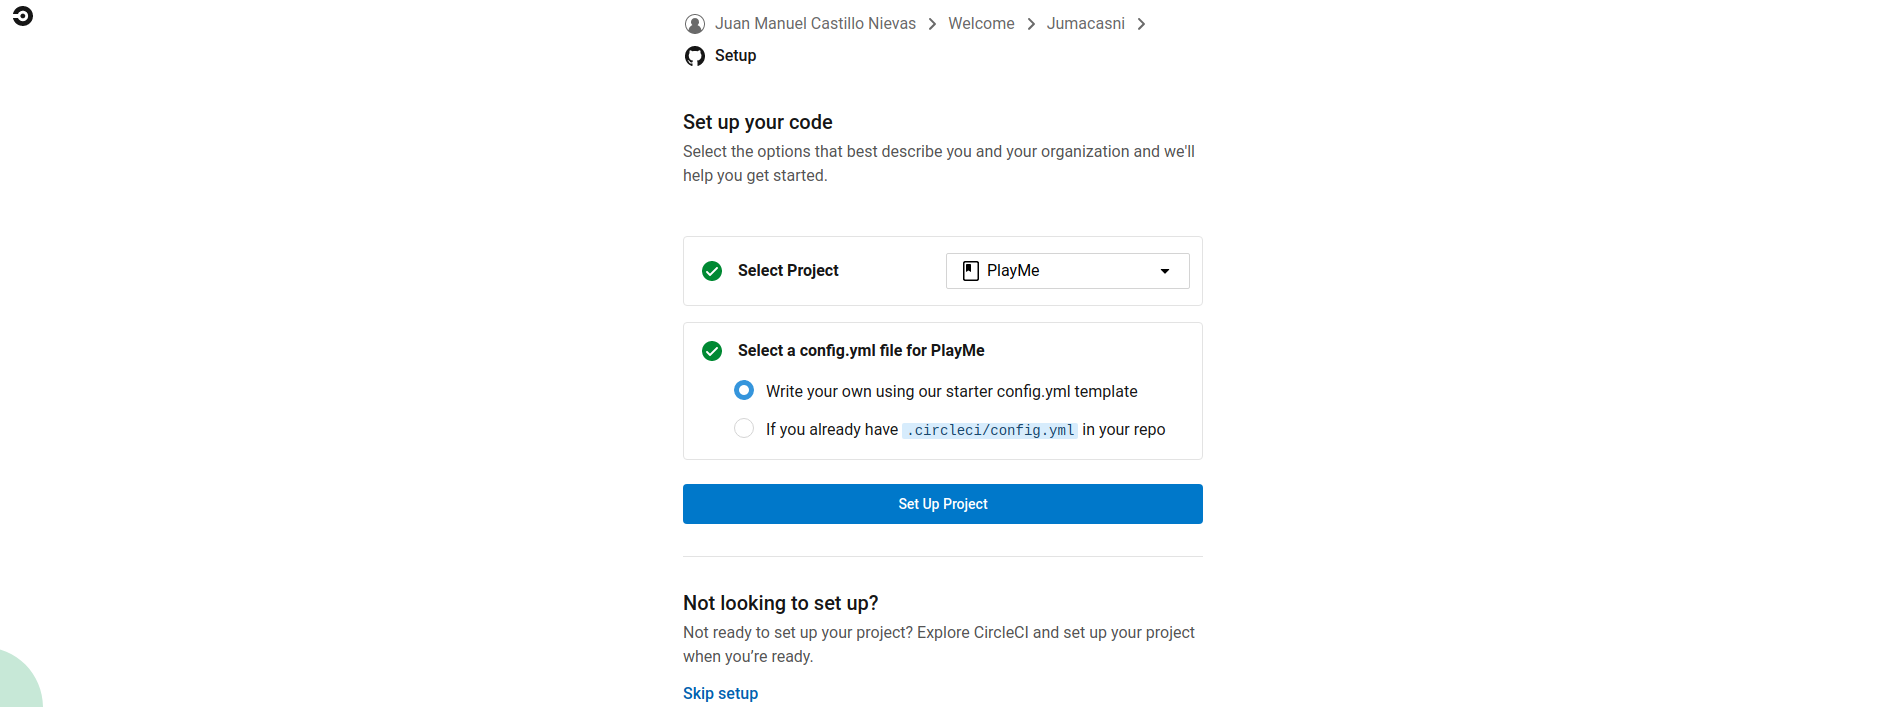 Juan Manuel Castillo Nievas > Welcome > Jumacasni >
Setup
Set up your code
Select the options that best describe you and your organization and we'll
help you get started.
Select Project
PlayMe
Select a config.yml file for PlayMe
Write your own using our starter config.yml template
If you already have .circleci/config.yml in your repo
Set Up Project
Not looking to set up?
Not ready to set up your project? Explore CircleCI and set up your project
when you’re ready.
Skip setup